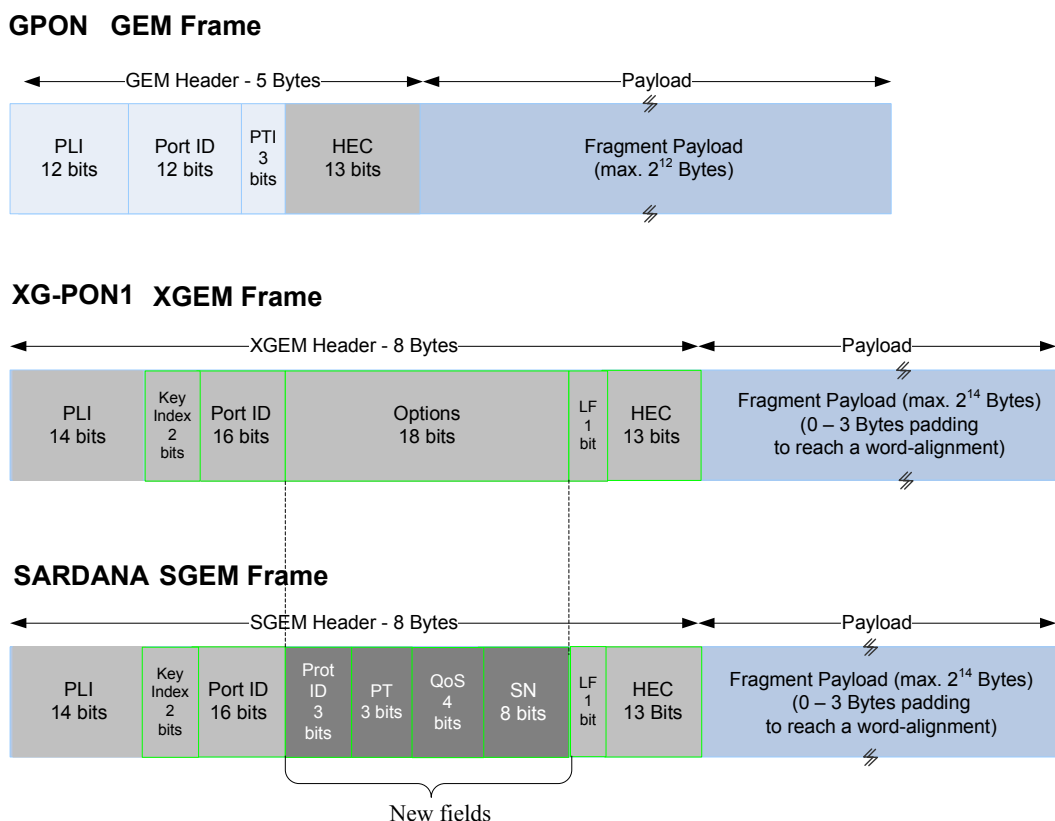 GPON GEM Frame
GEM Header - 5 Bytes
Payload
PLI
12 bits
Port ID
12 bits
PTI
3
bits
HEC
13 bits
Fragment Payload
(max. 2^12 Bytes)
XG-PON1 XGEM Frame
XGEM Header - 8 Bytes
Payload
PLI
14 bits
Key
Index
2
bits
Port ID
16 bits
Options
18 bits
LF
1
bit
HEC
13 bits
Fragment Payload (max. 2^14 Bytes)
(0 – 3 Bytes padding
to reach a word-alignment)
SARDANA SGEM Frame
SGEM Header - 8 Bytes
Payload
PLI
14 bits
Key
Index
2
bits
Port ID
16 bits
Prot
ID
3
bits
PT
3 bits
QoS
4
bits
SN
8 bits
LF
1
bit
HEC
13 Bits
Fragment Payload (max. 2^14 Bytes)
(0 – 3 Bytes padding
to reach a word-alignment)
New fields